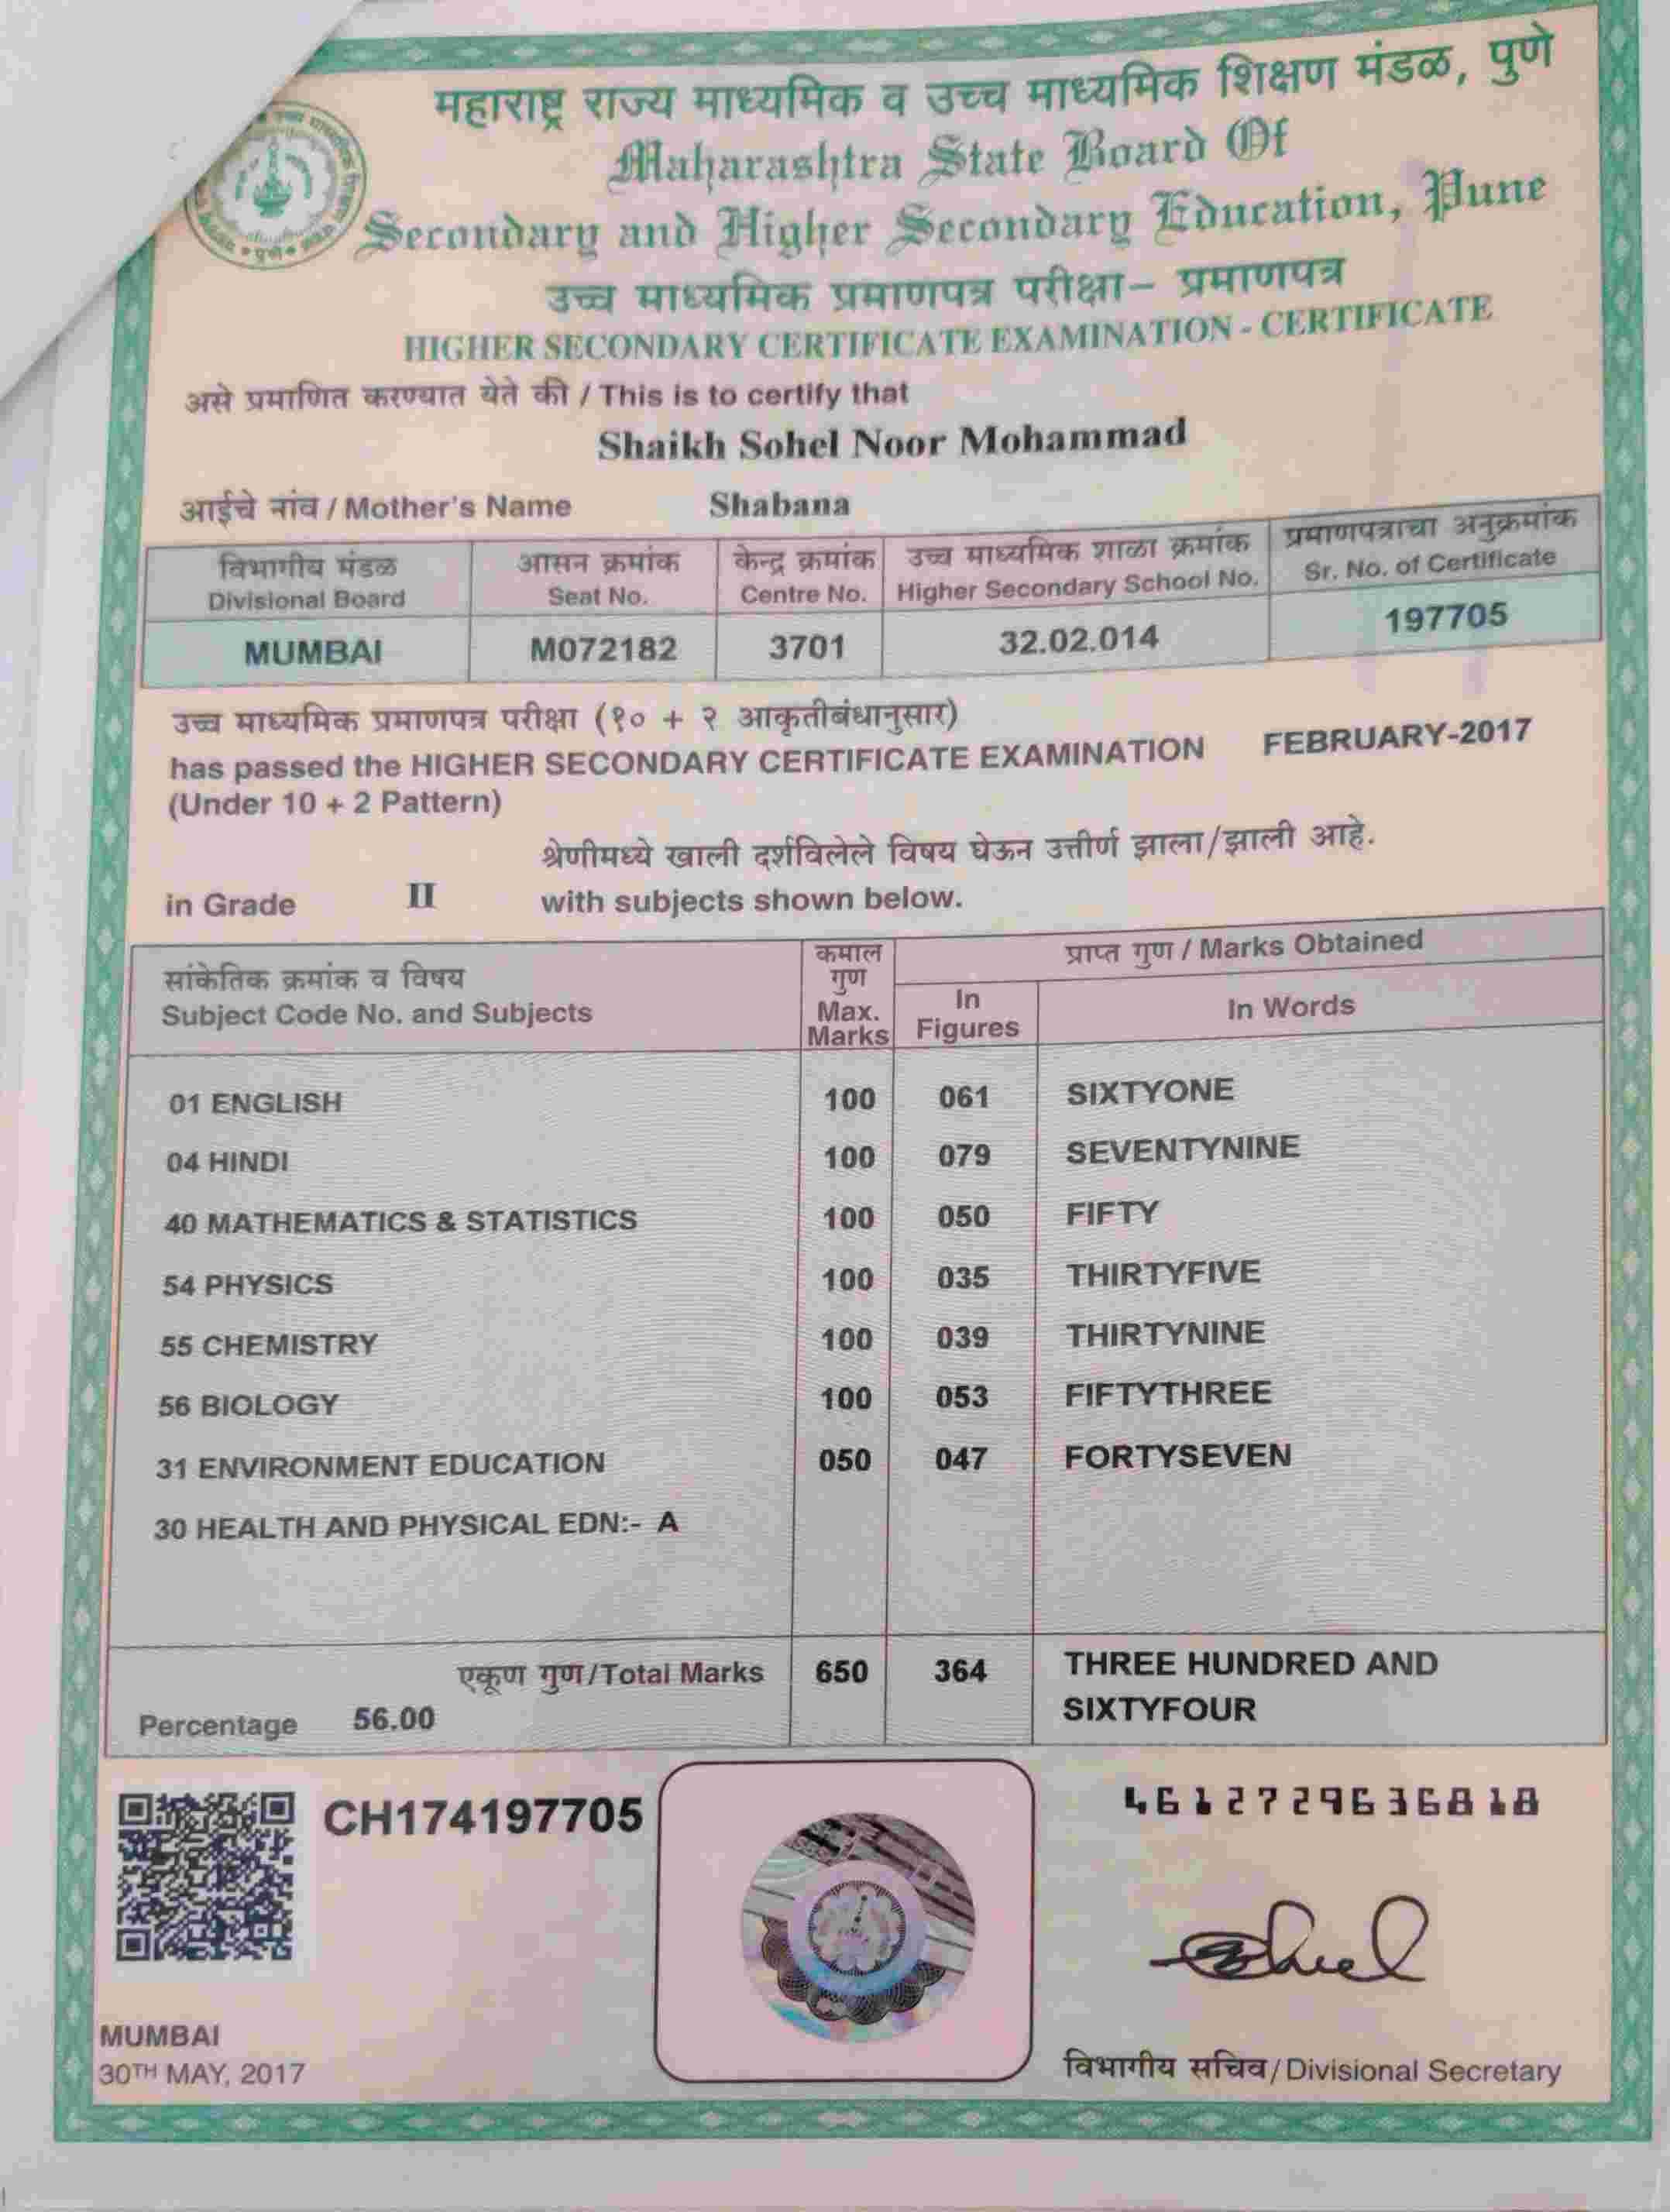 महाराष्ट्र राज्य माध्यमिक व उच्च माध्यमिक शिक्षण मंडळ, पुणे
Maharashtra State Board Of
Secondary and Higher Secondary Education, Pune
उच्च माध्यमिक प्रमाणपत्र परीक्षा– प्रमाणपत्र
HIGHER SECONDARY CERTIFICATE EXAMINATION - CERTIFICATE
असे प्रमाणित करण्यात येते की / This is to certify that
Shaikh Sohel Noor Mohammad
आईचे नांव / Mother's Name Shabana
विभागीय मंडळ आसन क्रमांक केन्द्र क्रमांक उच्च माध्यमिक शाळा क्रमांक प्रमाणपत्राचा अनुक्रमांक
Divisional Board Seat No. Centre No. Higher Secondary School No. Sr. No. of Certificate
MUMBAI M072182 3701 32.02.014 197705
उच्च माध्यमिक प्रमाणपत्र परीक्षा (१० + २ आकृतीबंधानुसार)
has passed the HIGHER SECONDARY CERTIFICATE EXAMINATION FEBRUARY-2017
(Under 10 + 2 Pattern)
श्रेणीमध्ये खाली दर्शविलेले विषय घेऊन उत्तीर्ण झाला/झाली आहे.
in Grade II with subjects shown below.
सांकेतिक क्रमांक व विषय
Subject Code No. and Subjects
कमाल
गुण
Max.
Marks
प्राप्त गुण / Marks Obtained
In
Figures
In Words
01 ENGLISH 100 061 SIXTYONE
04 HINDI 100 079 SEVENTYNINE
40 MATHEMATICS & STATISTICS 100 050 FIFTY
54 PHYSICS 100 035 THIRTYFIVE
55 CHEMISTRY 100 039 THIRTYNINE
56 BIOLOGY 100 053 FIFTYTHREE
31 ENVIRONMENT EDUCATION 050 047 FORTYSEVEN
30 HEALTH AND PHYSICAL EDN:- A
एकूण गुण/Total Marks 650 364 THREE HUNDRED AND
SIXTYFOUR
Percentage 56.00
CH174197705
4612729636818
MUMBAI
30TH MAY, 2017
विभागीय सचिव/Divisional Secretary